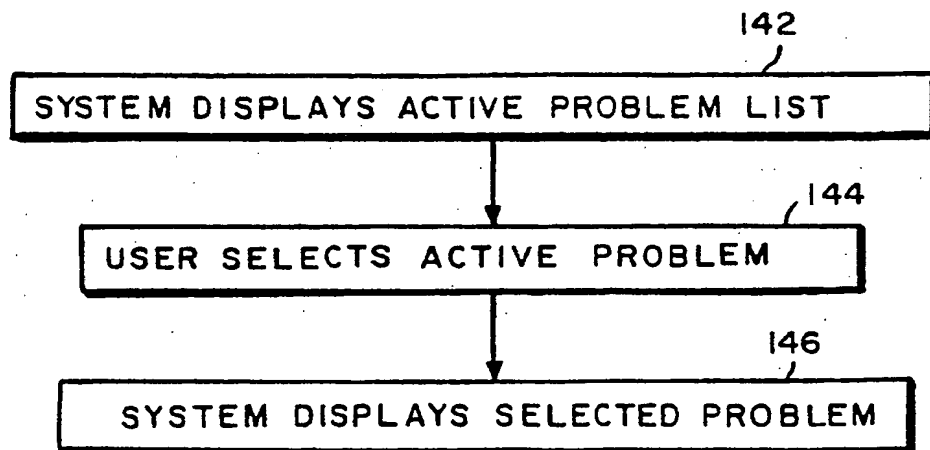 142
SYSTEM DISPLAYS ACTIVE PROBLEM LIST
144
USER SELECTS ACTIVE PROBLEM
146
SYSTEM DISPLAYS SELECTED PROBLEM